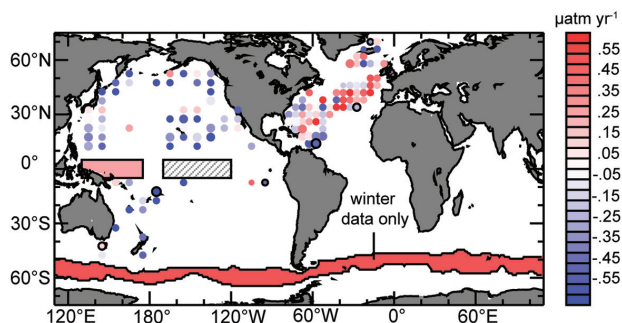 µatm yr⁻¹
60°N
30°N
0°
30°S
60°S
120°E
180°
120°W
60°W
0°
60°E
winter
data only
.55
.45
.35
.25
.15
.05
-.05
-.15
-.25
-.35
-.45
-.55